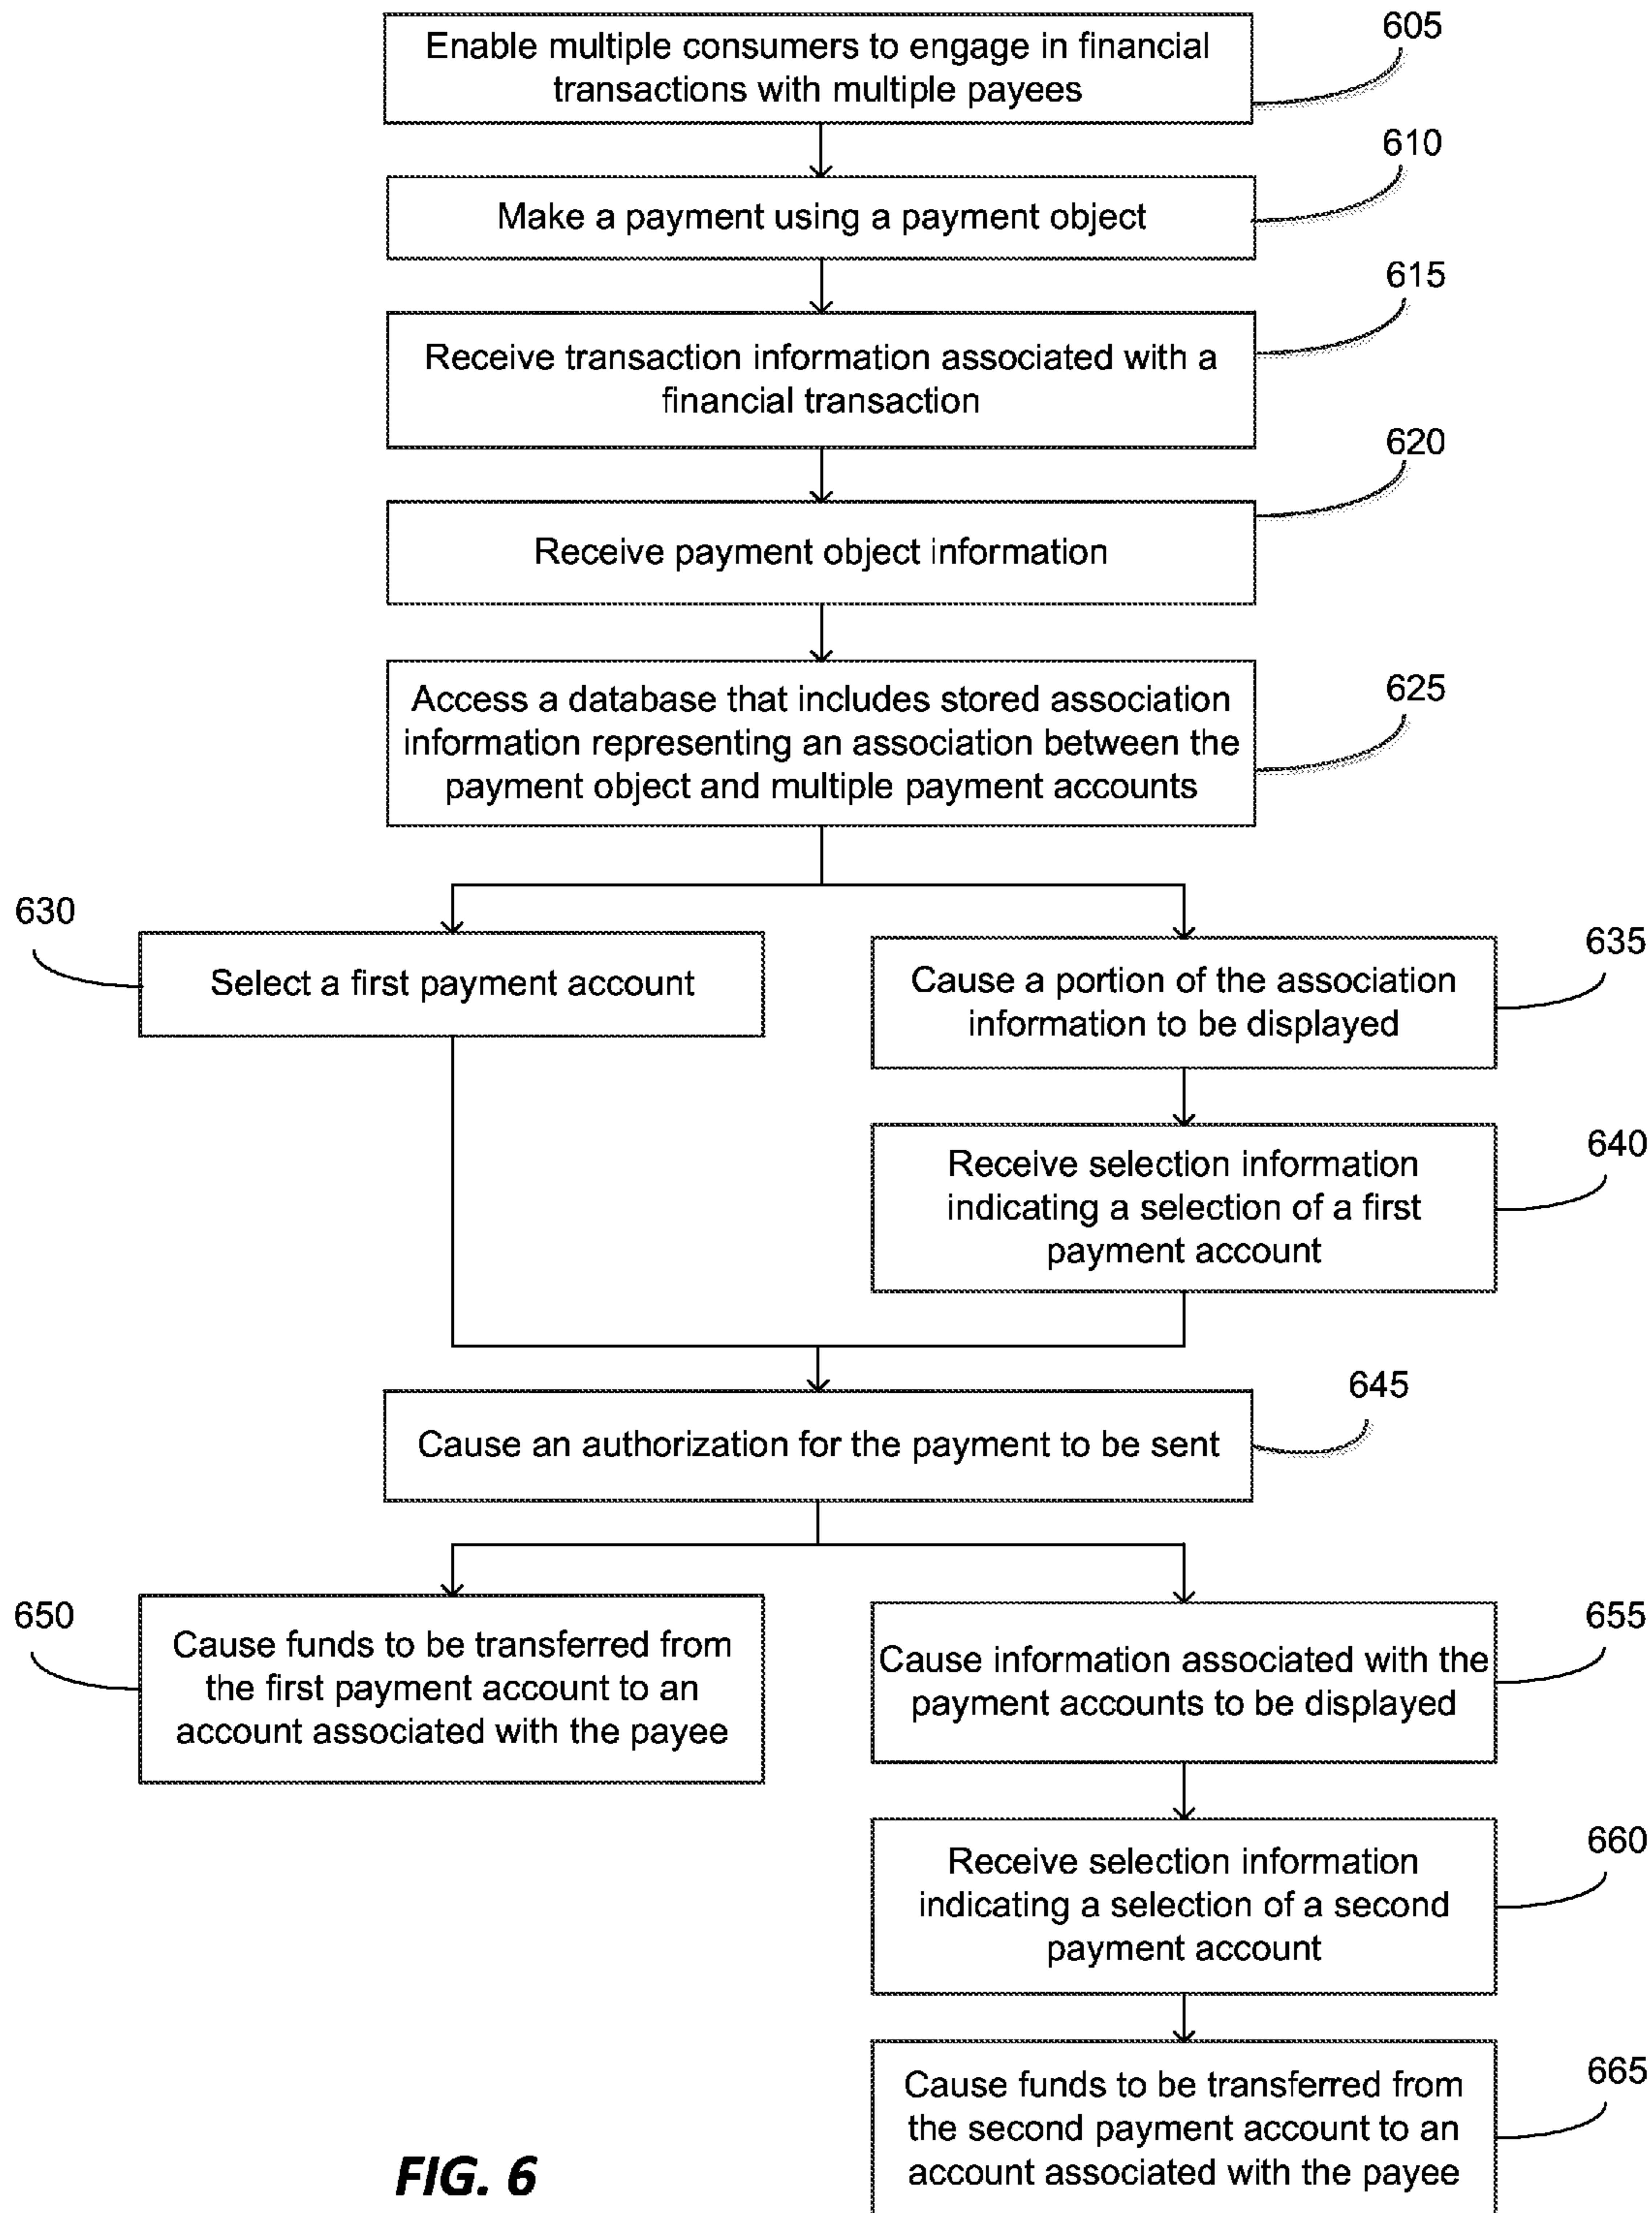 605
Enable multiple consumers to engage in financial
transactions with multiple payees
610
Make a payment using a payment object
615
Receive transaction information associated with a
financial transaction
620
Receive payment object information
625
Access a database that includes stored association
information representing an association between the
payment object and multiple payment accounts
630
Select a first payment account
635
Cause a portion of the association
information to be displayed
640
Receive selection information
indicating a selection of a first
payment account
645
Cause an authorization for the payment to be sent
650
Cause funds to be transferred from
the first payment account to an
account associated with the payee
655
Cause information associated with the
payment accounts to be displayed
660
Receive selection information
indicating a selection of a second
payment account
665
Cause funds to be transferred from
the second payment account to an
account associated with the payee
FIG. 6